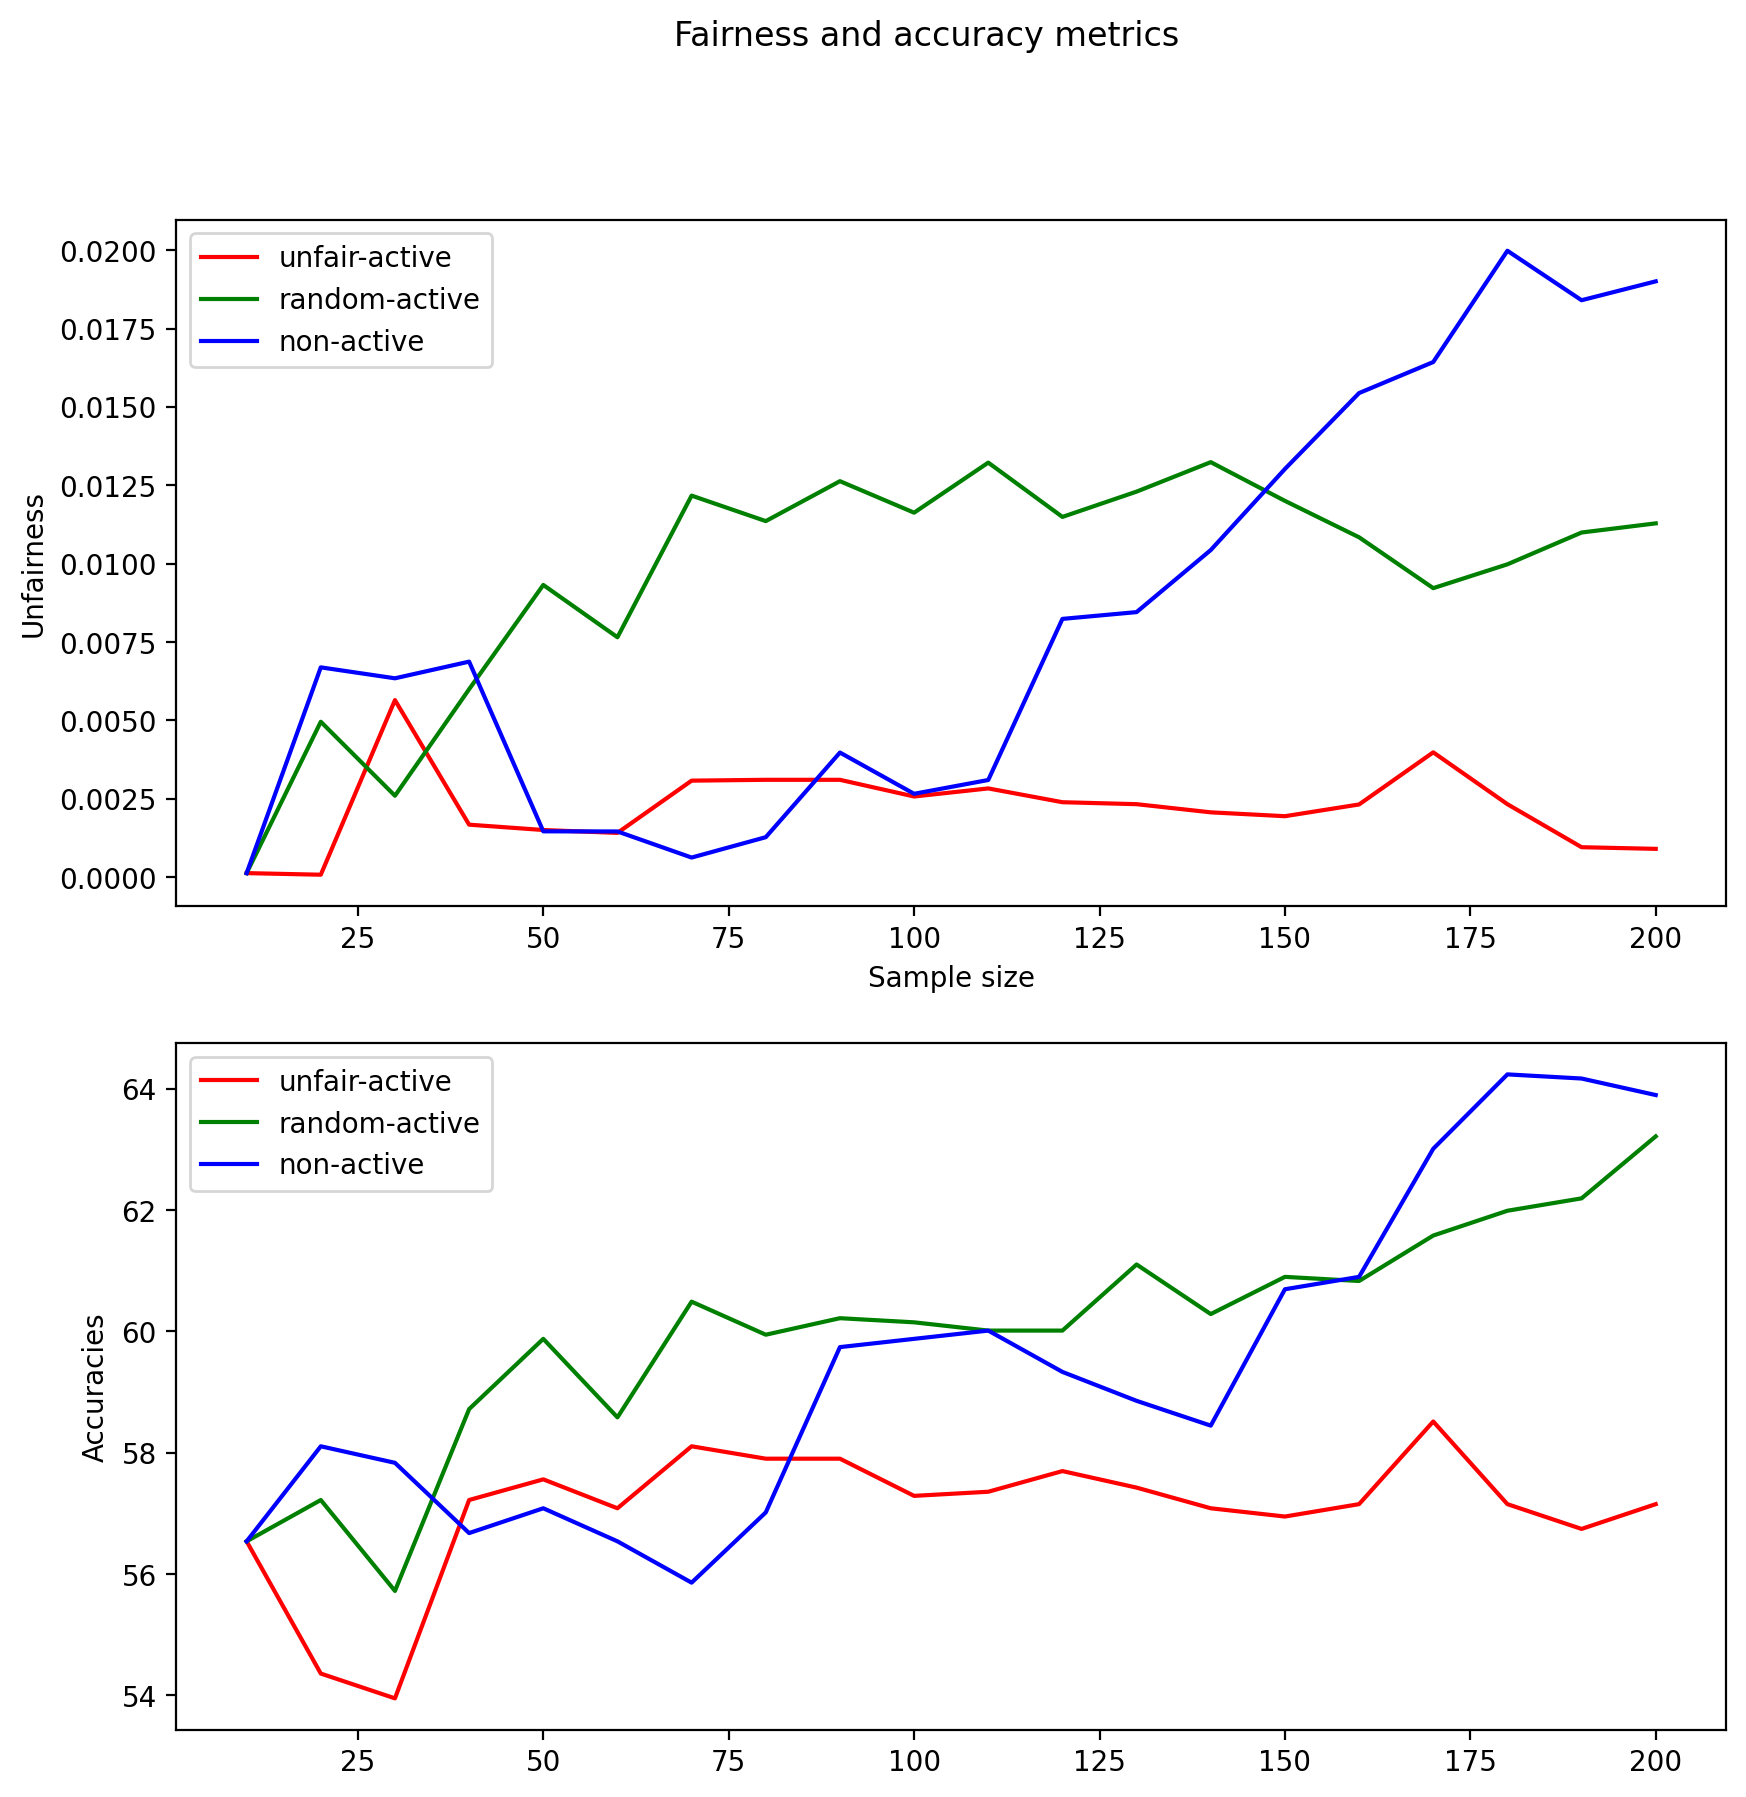 Fairness and accuracy metrics
unfair-active
random-active
non-active
0.0200
0.0175
0.0150
0.0125
0.0100
0.0075
0.0050
0.0025
0.0000
Unfairness
25 50 75 100 125 150 175 200
Sample size
unfair-active
random-active
non-active
64
62
60
58
56
54
Accuracies
25 50 75 100 125 150 175 200